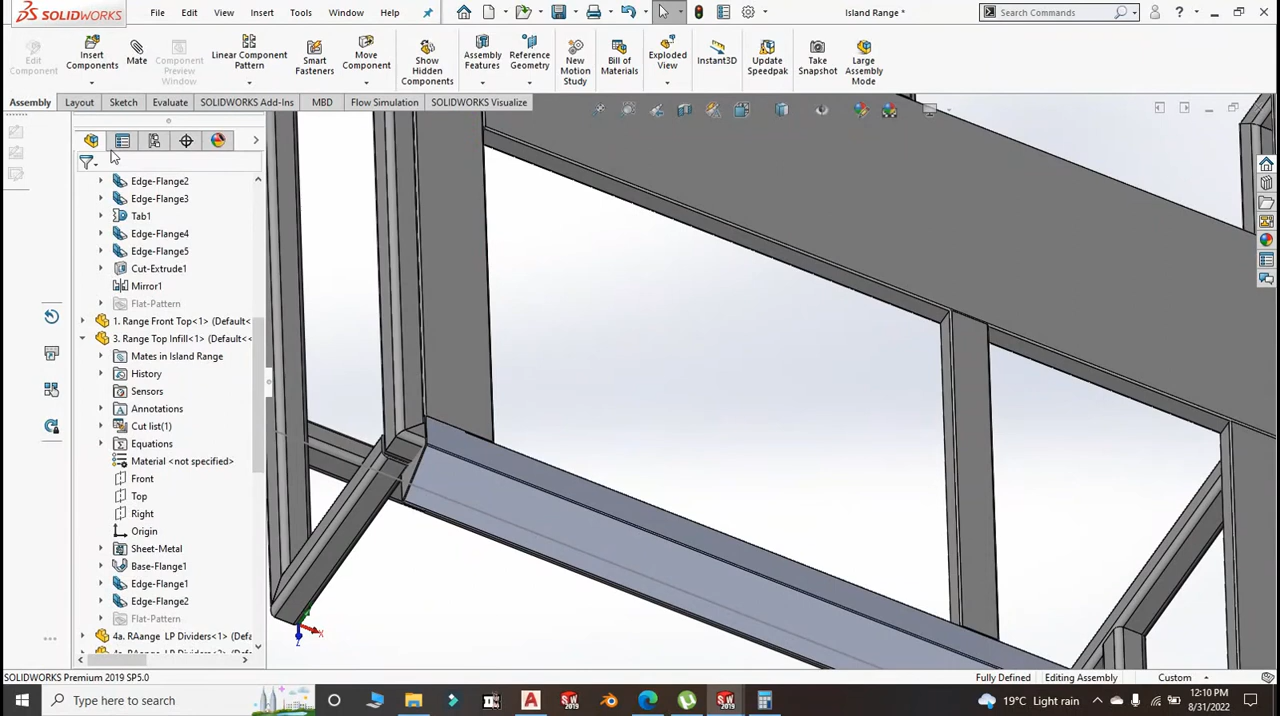 SOLIDWORKS
File
Edit
View
Insert
Tools
Window
Help
Island Range *
Search Commands
Edit Component
Insert Components
Mate
Component Preview Window
Linear Component Pattern
Smart Fasteners
Move Component
Show Hidden Components
Assembly Features
Reference Geometry
New Motion Study
Bill of Materials
Exploded View
Instant3D
Update Speedpak
Take Snapshot
Large Assembly Mode
Assembly
Layout
Sketch
Evaluate
SOLIDWORKS Add-Ins
MBD
Flow Simulation
SOLIDWORKS Visualize
Edge-Flange2
Edge-Flange3
Tab1
Edge-Flange4
Edge-Flange5
Cut-Extrude1
Mirror1
Flat-Pattern
1. Range Front Top<1> (Default<
3. Range Top Infill<1> (Default<<
Mates in Island Range
History
Sensors
Annotations
Cut list(1)
Equations
Material <not specified>
Front
Top
Right
Origin
Sheet-Metal
Base-Flange1
Edge-Flange1
Edge-Flange2
Flat-Pattern
4a. RAange LP Dividers<1> (Defa
X
Z
SOLIDWORKS Premium 2019 SP5.0
Fully Defined
Editing Assembly
Custom
Type here to search
19°C Light rain
12:10 PM
8/31/2022